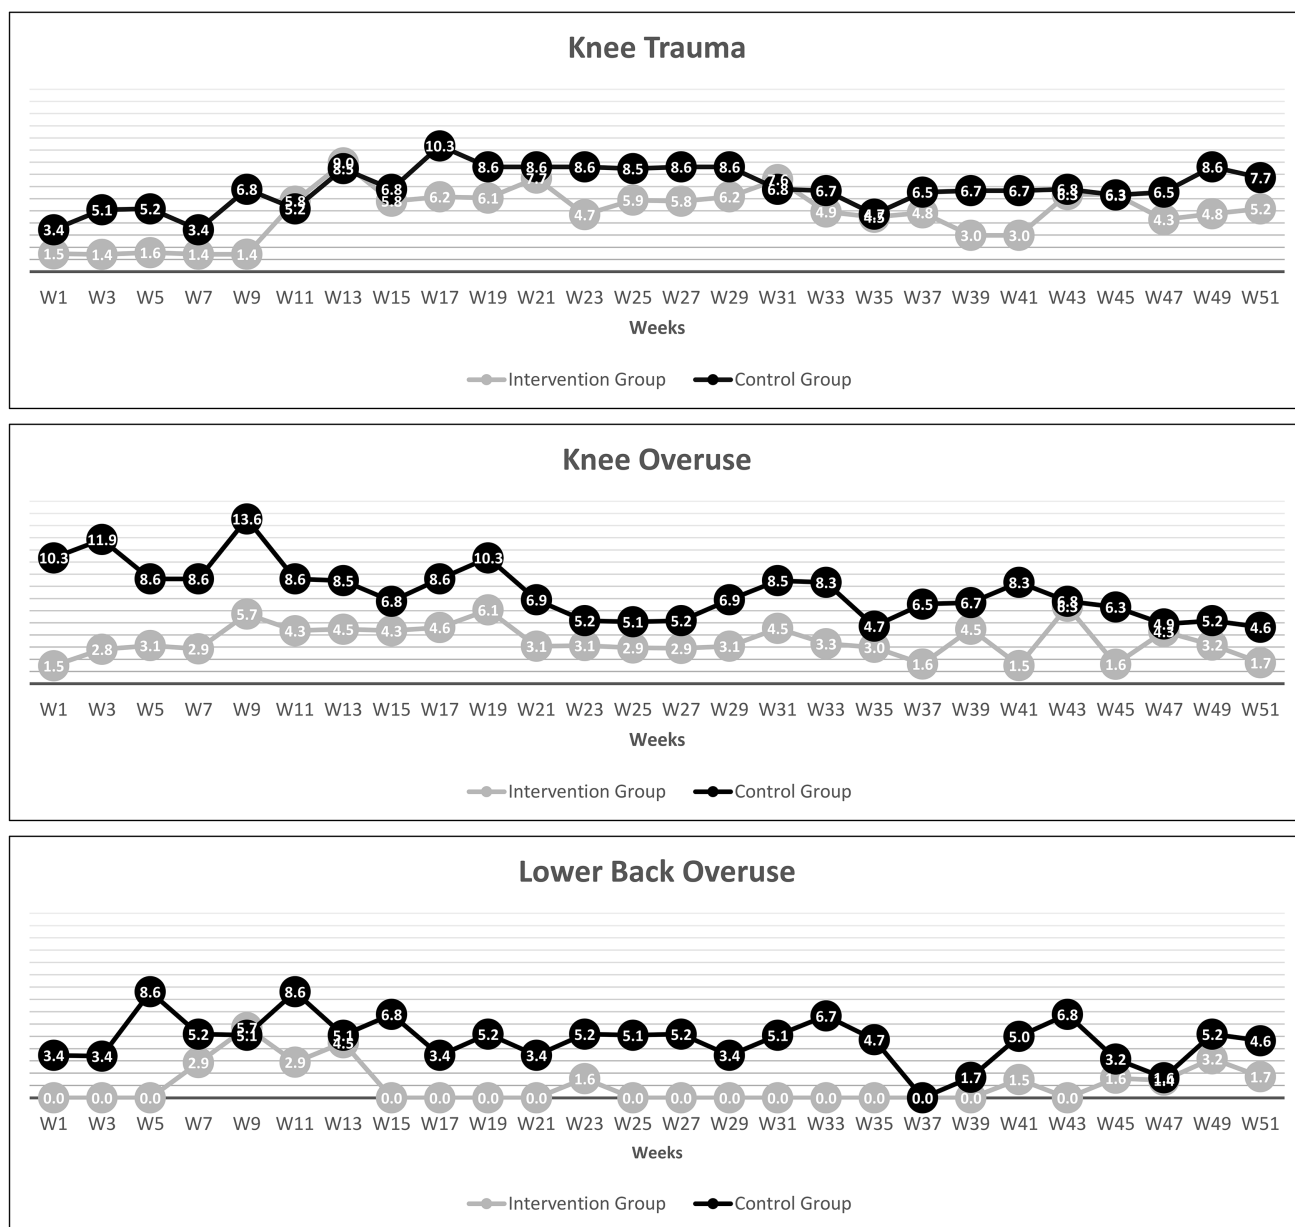 Knee Trauma
10.3
9.0
8.5
8.6 8.6 8.6 8.5 8.6 8.6 8.6
7.7 7.6 7.7
6.8 6.8 6.8 6.7 6.5 6.7 6.7 6.8 6.3 6.5
5.1 5.2 5.8 5.2 5.8 6.2 6.1 4.7 5.9 5.8 6.2 4.9 4.7 4.5 4.8 6.3 4.3 4.8 5.2
3.4 3.4 3.0 3.0
1.5 1.4 1.6 1.4 1.4
W1 W3 W5 W7 W9 W11 W13 W15 W17 W19 W21 W23 W25 W27 W29 W31 W33 W35 W37 W39 W41 W43 W45 W47 W49 W51
Weeks
Intervention Group Control Group
Knee Overuse
13.6
10.3 11.9 10.3
8.6 8.6 8.6 8.5 6.8 8.6 6.9 6.9 8.5 8.3 8.3
5.2 5.1 5.2 4.7 6.5 6.7 6.8 6.3 6.3 4.9 5.2 4.6
1.5 2.8 3.1 2.9 5.7 4.3 4.5 4.3 4.6 6.1 3.1 3.1 2.9 2.9 3.1 4.5 3.3 3.0 1.6 4.5 1.5 1.6 4.3 3.2 1.7
W1 W3 W5 W7 W9 W11 W13 W15 W17 W19 W21 W23 W25 W27 W29 W31 W33 W35 W37 W39 W41 W43 W45 W47 W49 W51
Weeks
Intervention Group Control Group
Lower Back Overuse
8.6 8.6
6.8 6.7 6.8
3.4 3.4 5.2 5.7 5.1 5.1 4.5 3.4 5.2 3.4 5.2 5.1 5.2 3.4 5.1 4.7 5.0 3.2 5.2 4.6
2.9 2.9 1.6 1.7 1.5 1.6 1.6 1.4 3.2 1.7
0.0 0.0 0.0 0.0 0.0 0.0 0.0 0.0 0.0 0.0 0.0 0.0 0.0 0.0 0.0 0.0
W1 W3 W5 W7 W9 W11 W13 W15 W17 W19 W21 W23 W25 W27 W29 W31 W33 W35 W37 W39 W41 W43 W45 W47 W49 W51
Weeks
Intervention Group Control Group